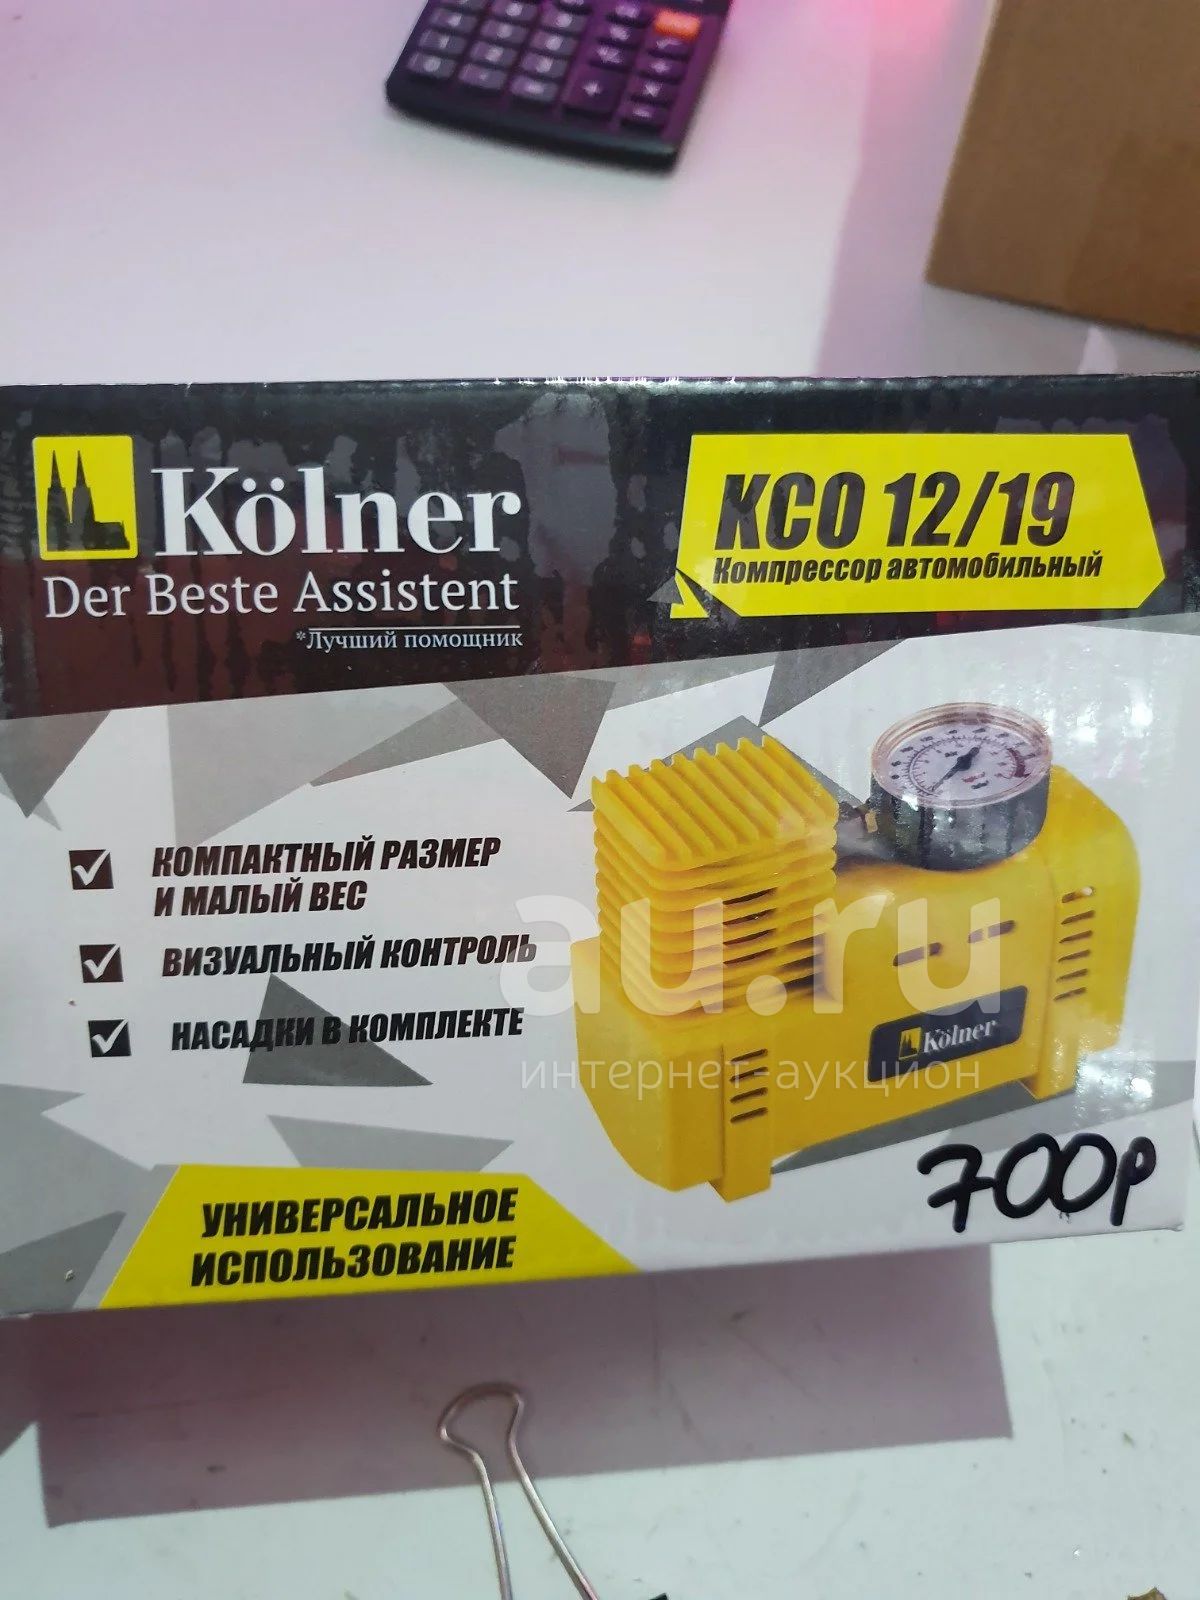 Kölner
Der Beste Assistent
*Лучший помощник
KCO 12/19
Компрессор автомобильный
КОМПАКТНЫЙ РАЗМЕР
И МАЛЫЙ ВЕС
ВИЗУАЛЬНЫЙ КОНТРОЛЬ
НАСАДКИ В КОМПЛЕКТЕ
Kölner
au.ru
интернет-аукцион
700р
УНИВЕРСАЛЬНОЕ
ИСПОЛЬЗОВАНИЕ